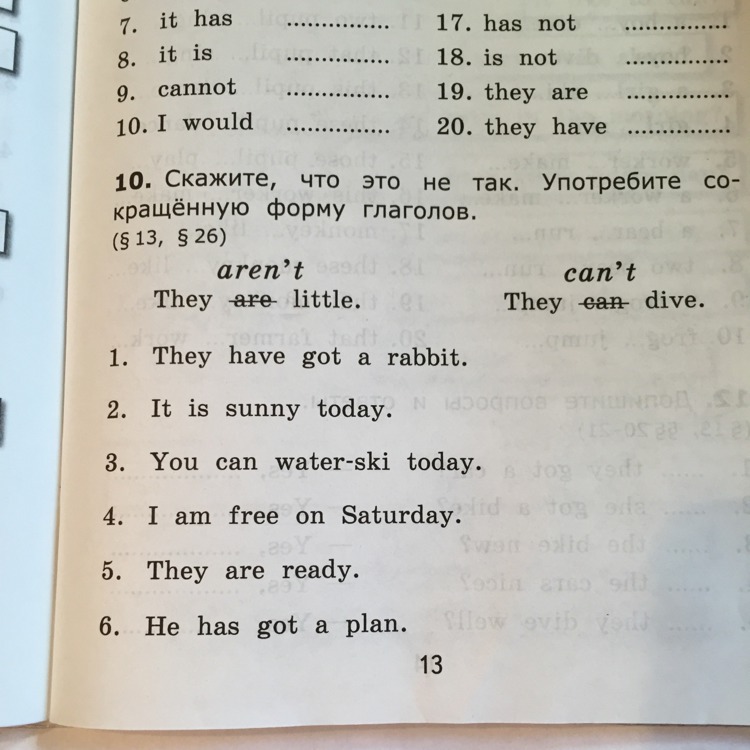 7. it has ................
8. it is ................
9. cannot ................
10. I would ..............
17. has not ................
18. is not ................
19. they are ................
20. they have ................
10. Скажите, что это не так. Употребите со-
кращённую форму глаголов.
(§ 13, § 26)
aren't can't
They are little. They can dive.
1. They have got a rabbit.
2. It is sunny today.
3. You can water-ski today.
4. I am free on Saturday.
5. They are ready.
6. He has got a plan.
13